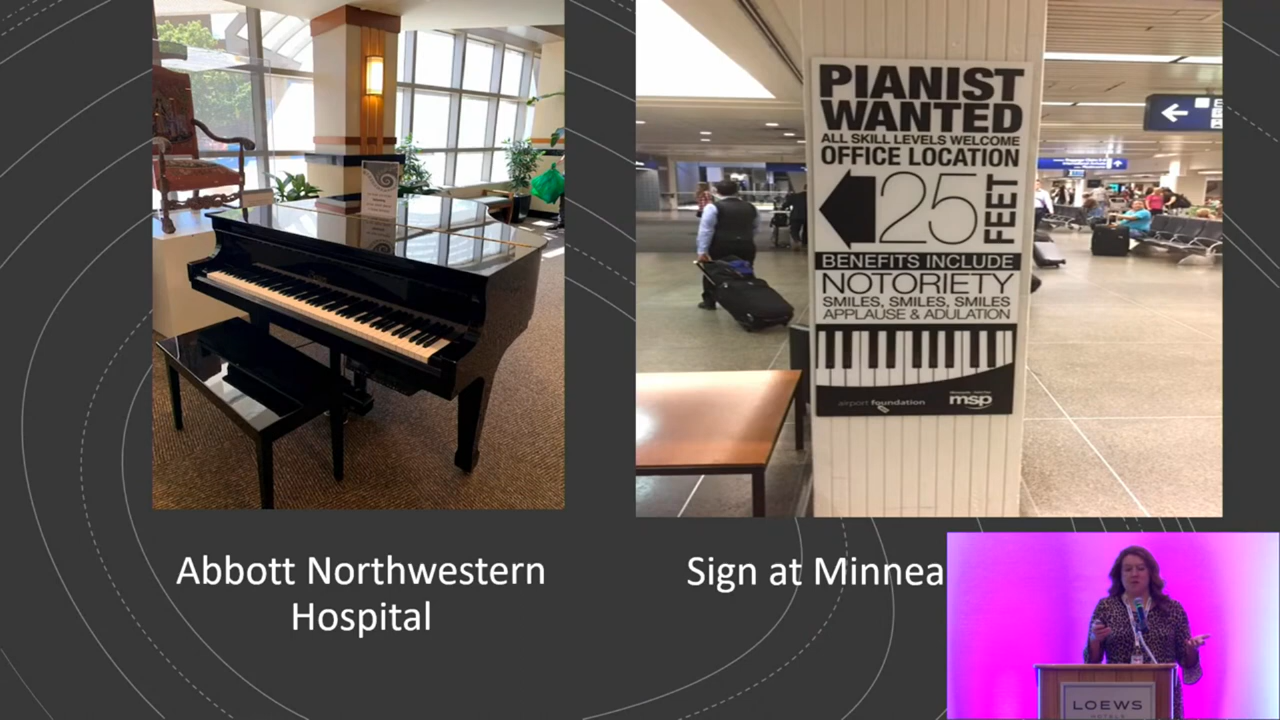 PIANIST
WANTED
ALL SKILL LEVELS WELCOME
OFFICE LOCATION
25 FEET
BENEFITS INCLUDE
NOTORIETY
SMILES, SMILES, SMILES
APPLAUSE & ADULATION
airport foundation
msp
Abbott Northwestern
Hospital
Sign at Minnea
LOEWS